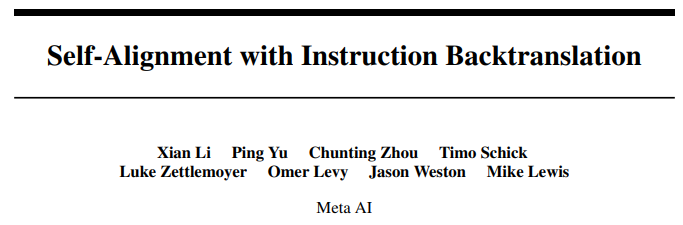 Self-Alignment with Instruction Backtranslation
Xian Li Ping Yu Chunting Zhou Timo Schick
Luke Zettlemoyer Omer Levy Jason Weston Mike Lewis
Meta AI